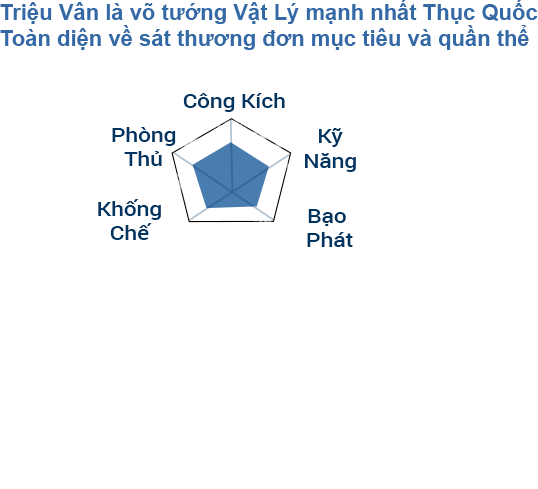 Triệu Vân là võ tướng Vật Lý mạnh nhất Thục Quốc
Toàn diện về sát thương đơn mục tiêu và quần thể
Công Kích
Phòng
Thủ
Kỹ
Năng
Khống
Chế
Bạo
Phát